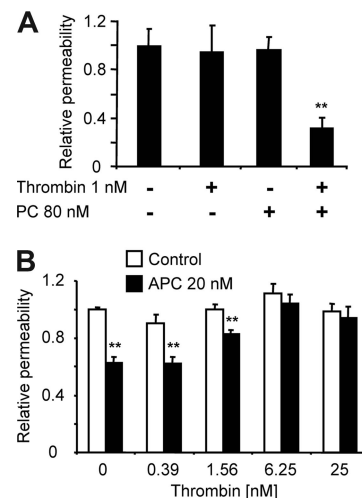 A
Relative permeability
1.2
0.8
0.4
0
**
Thrombin 1 nM - + - +
PC 80 nM - - + +
B
Control
APC 20 nM
Relative permeability
1.2
0.8
0.4
0
** ** **
0 0.39 1.56 6.25 25
Thrombin [nM]